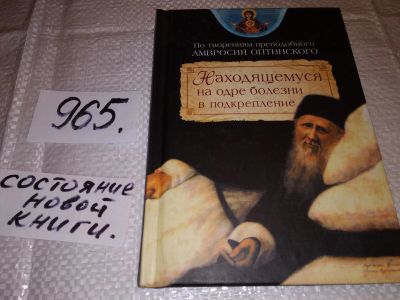 По творениям преподобного
АМВРОСИЯ ОПТИНСКОГО
Находящемуся
на одре болезни
в подкрепление
965.
СОСТОЯНИЕ
НОВОЙ
КНИГИ.